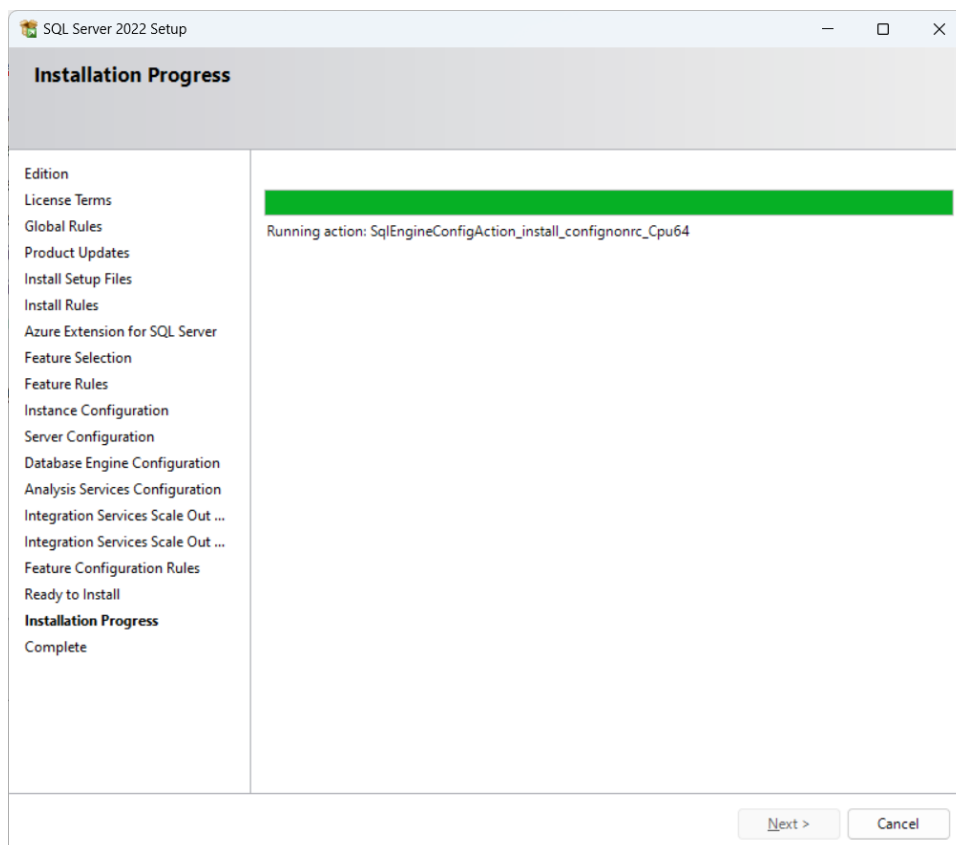 SQL Server 2022 Setup
Installation Progress
Edition
License Terms
Global Rules
Product Updates
Install Setup Files
Install Rules
Azure Extension for SQL Server
Feature Selection
Feature Rules
Instance Configuration
Server Configuration
Database Engine Configuration
Analysis Services Configuration
Integration Services Scale Out ...
Integration Services Scale Out ...
Feature Configuration Rules
Ready to Install
Installation Progress
Complete
Running action: SqlEngineConfigAction_install_confignonrc_Cpu64
Next >
Cancel